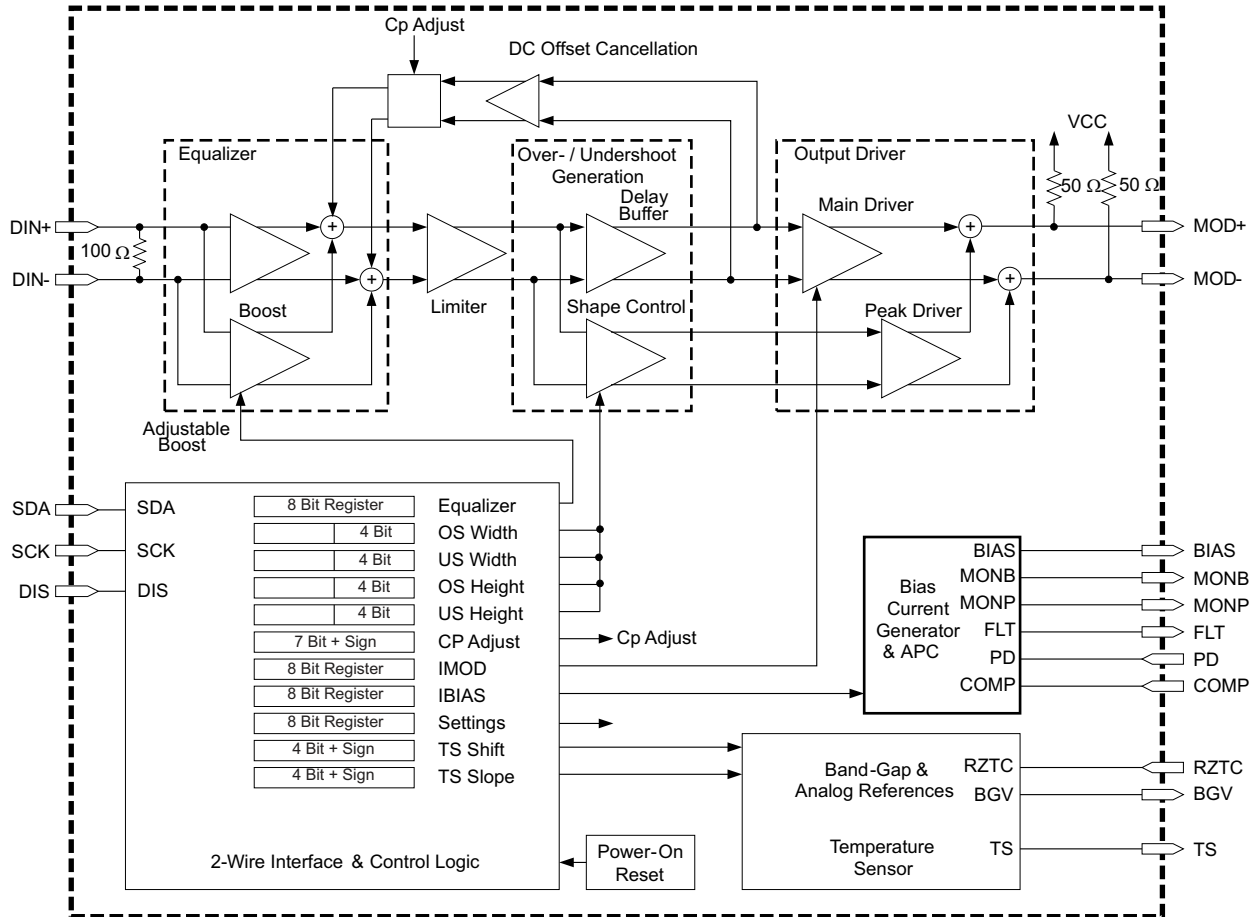 Cp Adjust
DC Offset Cancellation
VCC
Equalizer
Over- / Undershoot
Generation
Output Driver
50 Ω
50 Ω
Delay
Buffer
Main Driver
DIN+
100 Ω
DIN-
+
+
+
+
MOD+
MOD-
Boost
Limiter
Shape Control
Peak Driver
Adjustable
Boost
SDA
SCK
DIS
SDA
SCK
DIS
8 Bit Register
Equalizer
4 Bit
OS Width
4 Bit
US Width
4 Bit
OS Height
4 Bit
US Height
7 Bit + Sign
CP Adjust
Cp Adjust
8 Bit Register
IMOD
8 Bit Register
IBIAS
8 Bit Register
Settings
4 Bit + Sign
TS Shift
4 Bit + Sign
TS Slope
2-Wire Interface & Control Logic
Power-On
Reset
Bias
Current
Generator
& APC
BIAS
MONB
MONP
FLT
PD
COMP
BIAS
MONB
MONP
FLT
PD
COMP
Band-Gap &
Analog References
RZTC
BGV
Temperature
Sensor
TS
RZTC
BGV
TS